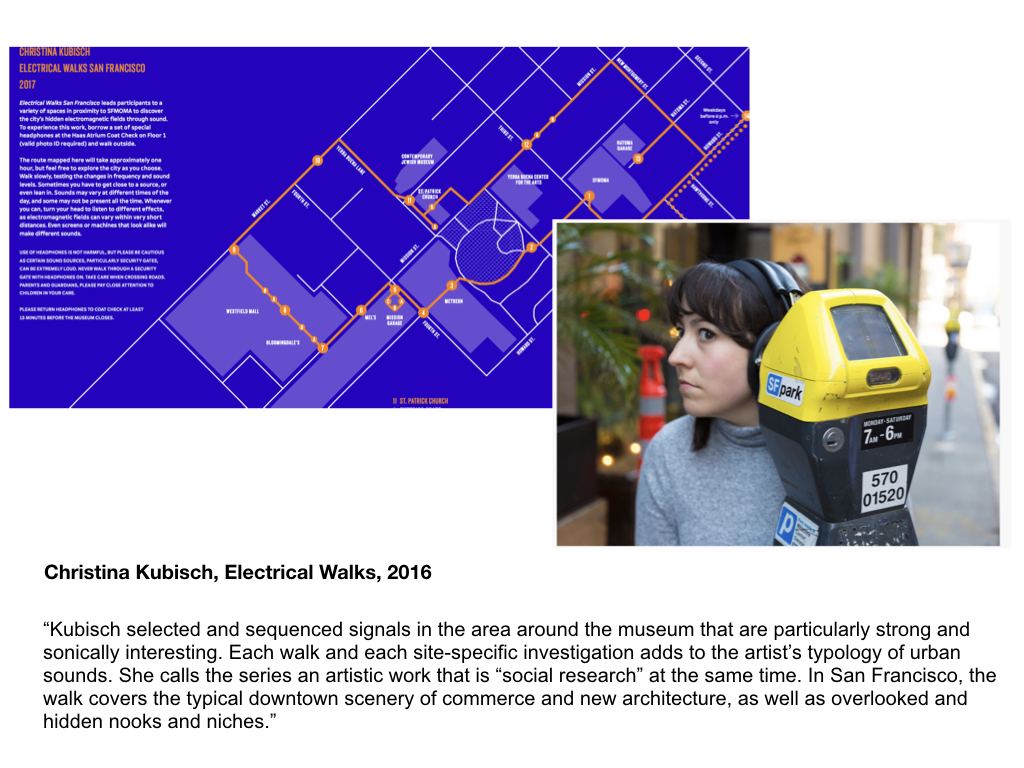 CHRISTINA KUBISCH
ELECTRICAL WALKS SAN FRANCISCO
2017
Electrical Walks San Francisco leads participants to a
variety of spaces in proximity to SFMOMA to discover
the city's hidden electromagnetic fields through sound.
To experience this work, borrow a set of special
headphones at the Haas Atrium Coat Check on Floor 1
(valid photo ID required) and walk outside.
The route mapped here will take approximately one
hour, but feel free to explore the city as you choose.
Walk slowly, testing the changes in frequency and sound
levels. Sometimes you have to get close to a source, or
even lean in. Sounds may vary at different times of the
day, and some may not be present all the time. Whenever
you can, turn your head to listen to different effects,
as electromagnetic fields can vary within very short
distances. Even screens or machines that look alike will
make different sounds.
USE OF HEADPHONES IS NOT HARMFUL, BUT PLEASE BE CAUTIOUS
AS CERTAIN SOUND SOURCES, PARTICULARLY SECURITY GATES,
CAN BE EXTREMELY LOUD. NEVER WALK THROUGH A SECURITY
GATE WITH HEADPHONES ON. TAKE CARE WHEN CROSSING ROADS.
PARENTS AND GUARDIANS, PLEASE PAY CLOSE ATTENTION TO
CHILDREN IN YOUR CARE.
PLEASE RETURN HEADPHONES TO COAT CHECK AT LEAST
15 MINUTES BEFORE THE MUSEUM CLOSES.
MISSION ST.
NEW MONTGOMERY ST.
SECOND ST.
NATOMA ST.
Weekdays
before 6 p.m.
only
HOWARD ST.
HAWTHORNE ST.
THIRD ST.
12
NATOMA
GARAGE
13
SFMOMA
1
10
YERBA BUENA LANE
CONTEMPORARY
JEWISH MUSEUM
YERBA BUENA CENTER
FOR THE ARTS
ST. PATRICK
CHURCH
11
MARKET ST.
FOURTH ST.
MISSION ST.
2
9
3
METREON
WESTFIELD MALL
8
6
MEL'S
5
MISSION
GARAGE
4
FOURTH ST.
HOWARD ST.
BLOOMINGDALE'S
7
11 ST. PATRICK CHURCH
SFpark
MONDAY-SATURDAY
7AM - 6PM
570
01520
P
Christina Kubisch, Electrical Walks, 2016
“Kubisch selected and sequenced signals in the area around the museum that are particularly strong and
sonically interesting. Each walk and each site-specific investigation adds to the artist’s typology of urban
sounds. She calls the series an artistic work that is “social research” at the same time. In San Francisco, the
walk covers the typical downtown scenery of commerce and new architecture, as well as overlooked and
hidden nooks and niches.”